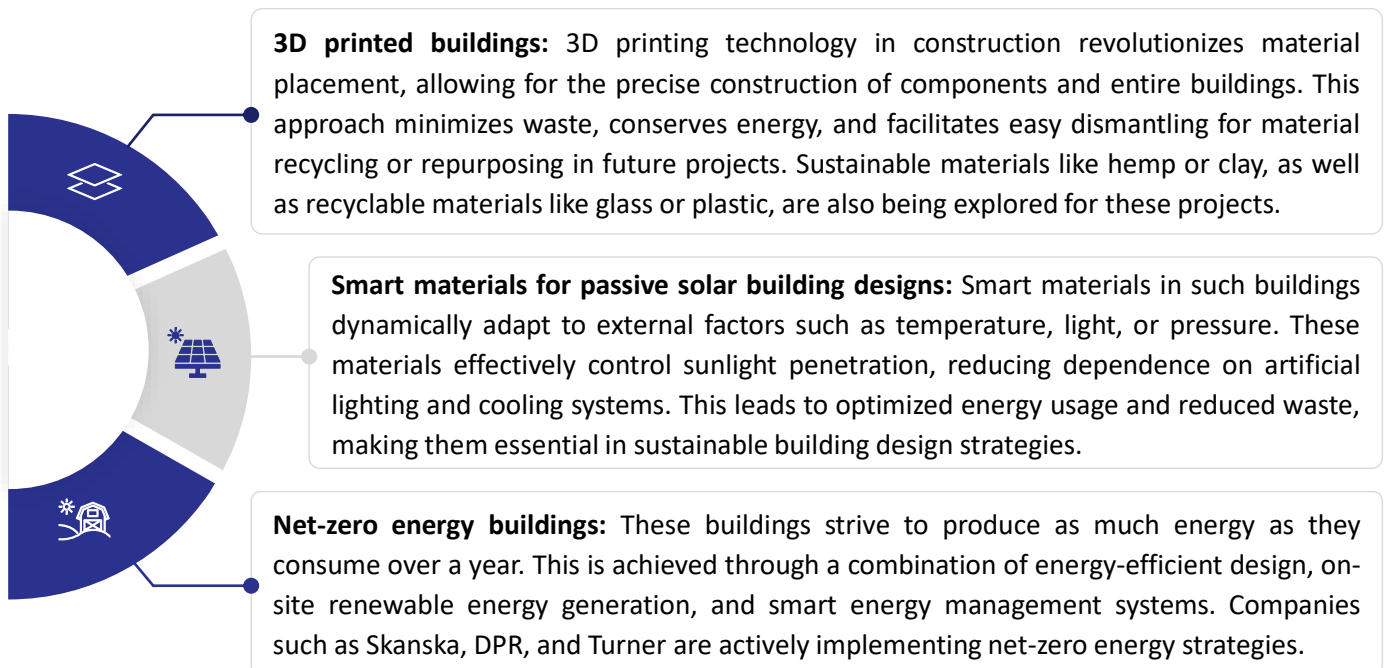 3D printed buildings: 3D printing technology in construction revolutionizes material
placement, allowing for the precise construction of components and entire buildings. This
approach minimizes waste, conserves energy, and facilitates easy dismantling for material
recycling or repurposing in future projects. Sustainable materials like hemp or clay, as well
as recyclable materials like glass or plastic, are also being explored for these projects.
Smart materials for passive solar building designs: Smart materials in such buildings
dynamically adapt to external factors such as temperature, light, or pressure. These
materials effectively control sunlight penetration, reducing dependence on artificial
lighting and cooling systems. This leads to optimized energy usage and reduced waste,
making them essential in sustainable building design strategies.
Net-zero energy buildings: These buildings strive to produce as much energy as they
consume over a year. This is achieved through a combination of energy-efficient design, on-
site renewable energy generation, and smart energy management systems. Companies
such as Skanska, DPR, and Turner are actively implementing net-zero energy strategies.